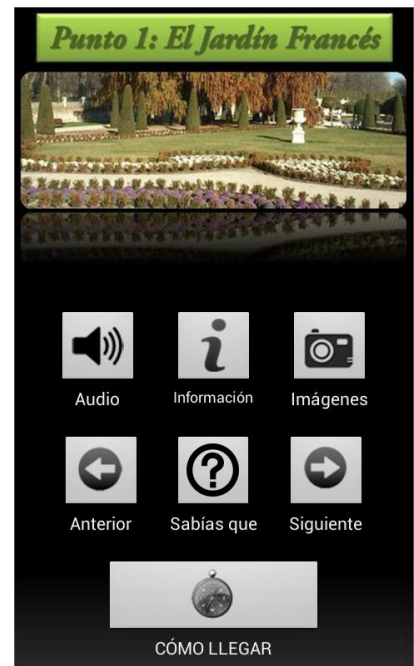 Punto 1: El Jardín Francés
Audio
Información
Imágenes
Anterior
Sabías que
Siguiente
CÓMO LLEGAR